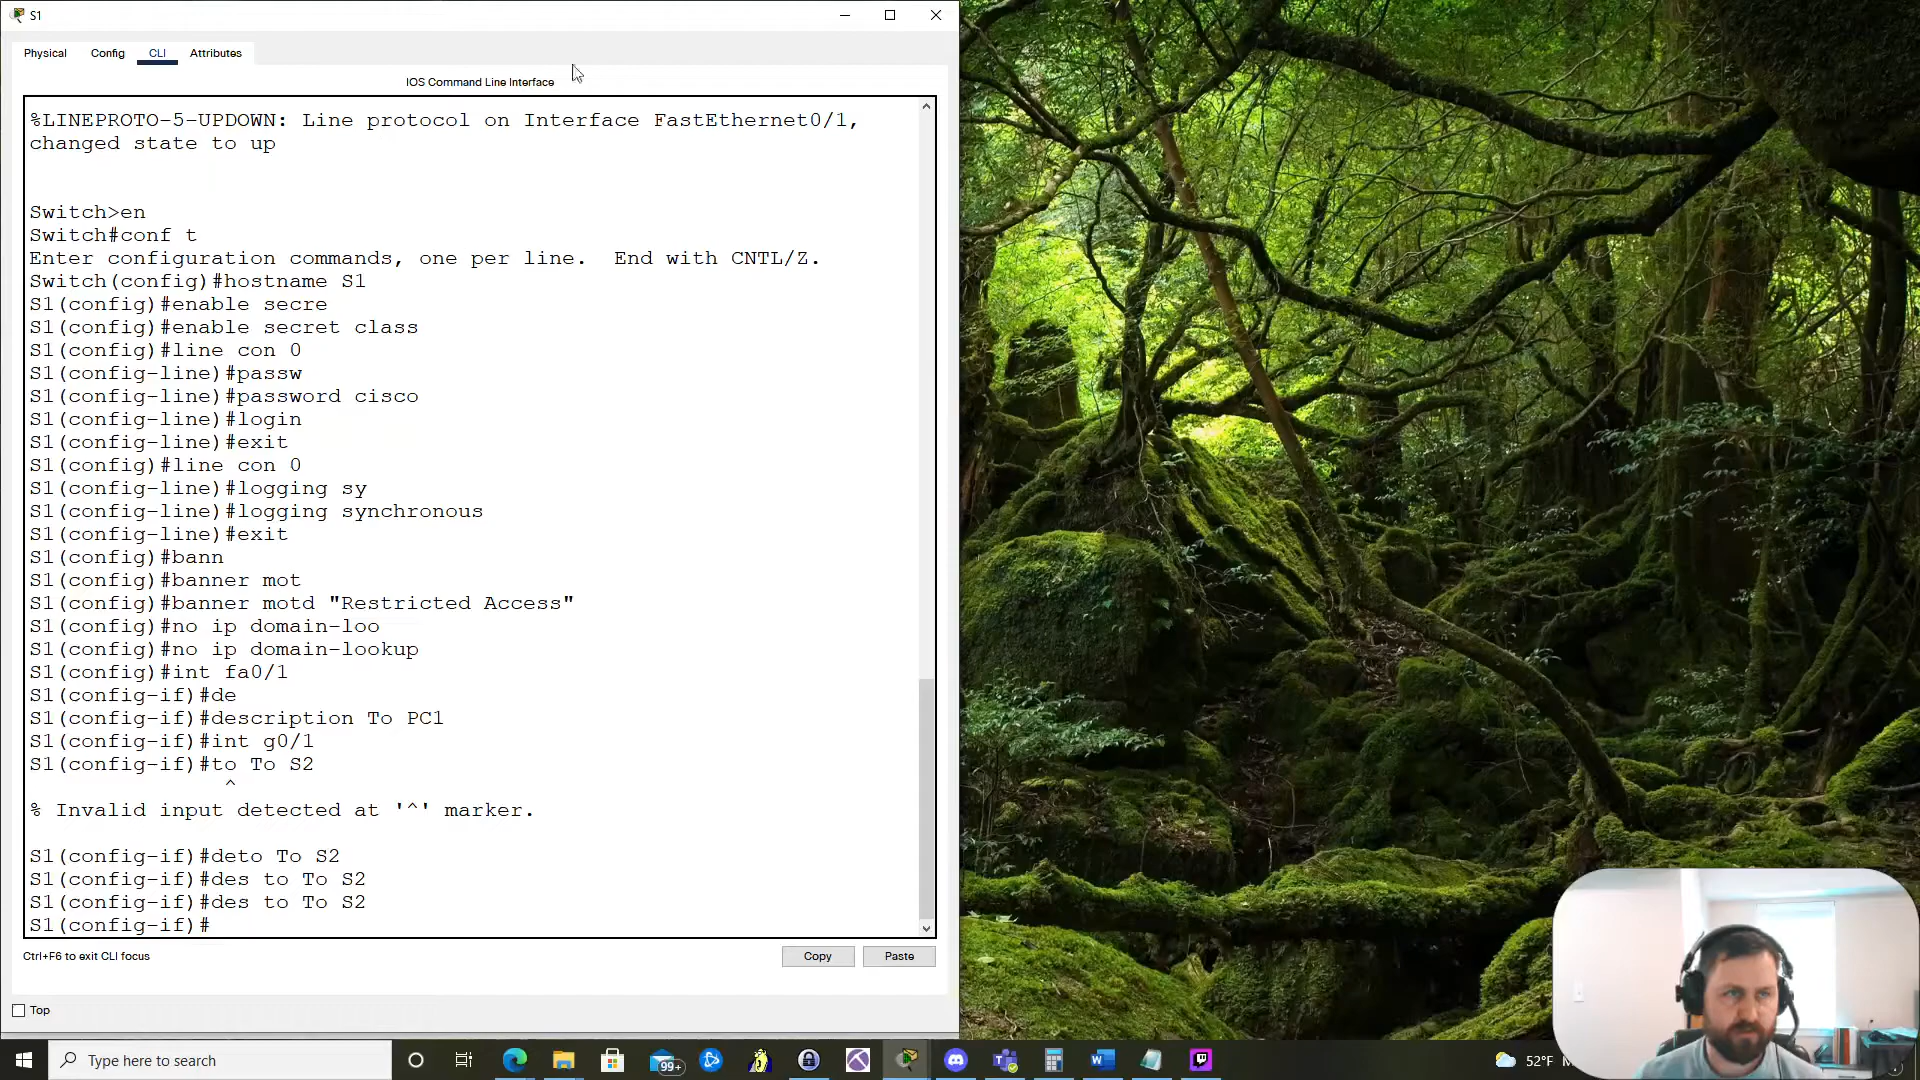 S1
Physical Config CLI Attributes
IOS Command Line Interface
%LINEPROTO-5-UPDOWN: Line protocol on Interface FastEthernet0/1,
changed state to up
Switch>en
Switch#conf t
Enter configuration commands, one per line.  End with CNTL/Z.
Switch(config)#hostname S1
S1(config)#enable secre
S1(config)#enable secret class
S1(config)#line con 0
S1(config-line)#passw
S1(config-line)#password cisco
S1(config-line)#login
S1(config-line)#exit
S1(config)#line con 0
S1(config-line)#logging sy
S1(config-line)#logging synchronous
S1(config-line)#exit
S1(config)#bann
S1(config)#banner mot
S1(config)#banner motd "Restricted Access"
S1(config)#no ip domain-loo
S1(config)#no ip domain-lookup
S1(config)#int fa0/1
S1(config-if)#de
S1(config-if)#description To PC1
S1(config-if)#int g0/1
S1(config-if)#to To S2
^
% Invalid input detected at '^' marker.
S1(config-if)#deto To S2
S1(config-if)#des to To S2
S1(config-if)#des to To S2
S1(config-if)#
Ctrl+F6 to exit CLI focus
Copy Paste
Top
Type here to search
99+
52°F